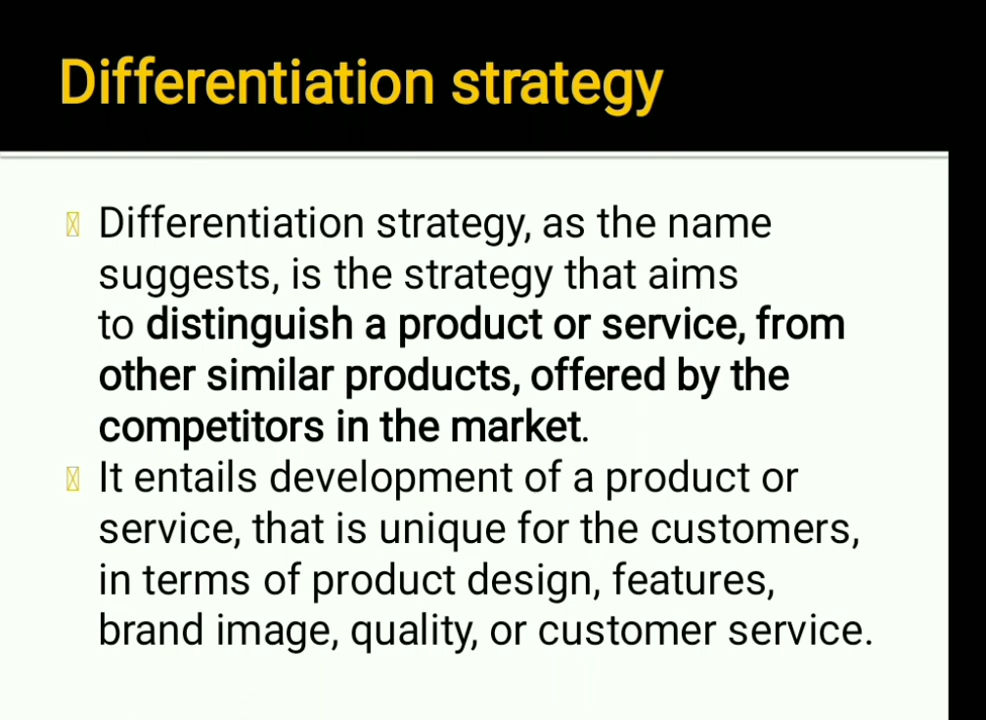 Differentiation strategy
Differentiation strategy, as the name
suggests, is the strategy that aims
to distinguish a product or service, from
other similar products, offered by the
competitors in the market.
It entails development of a product or
service, that is unique for the customers,
in terms of product design, features,
brand image, quality, or customer service.